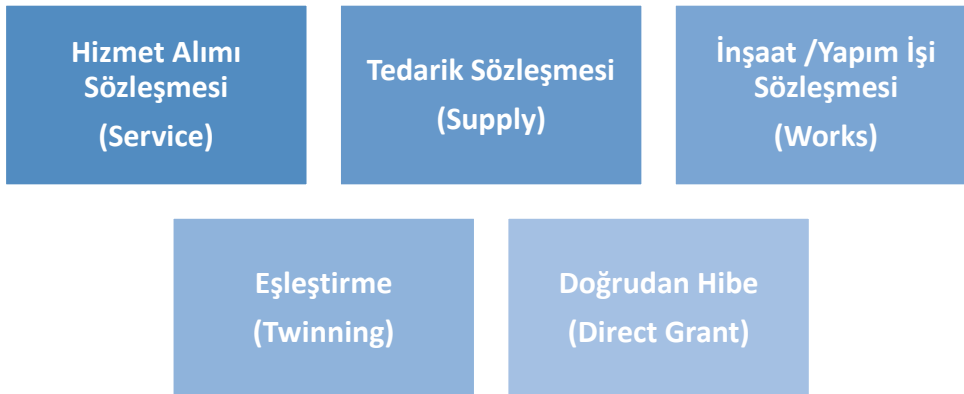 Hizmet Alımı
Sözleşmesi
(Service)
Tedarik Sözleşmesi
(Supply)
İnşaat /Yapım İşi
Sözleşmesi
(Works)
Eşleştirme
(Twinning)
Doğrudan Hibe
(Direct Grant)